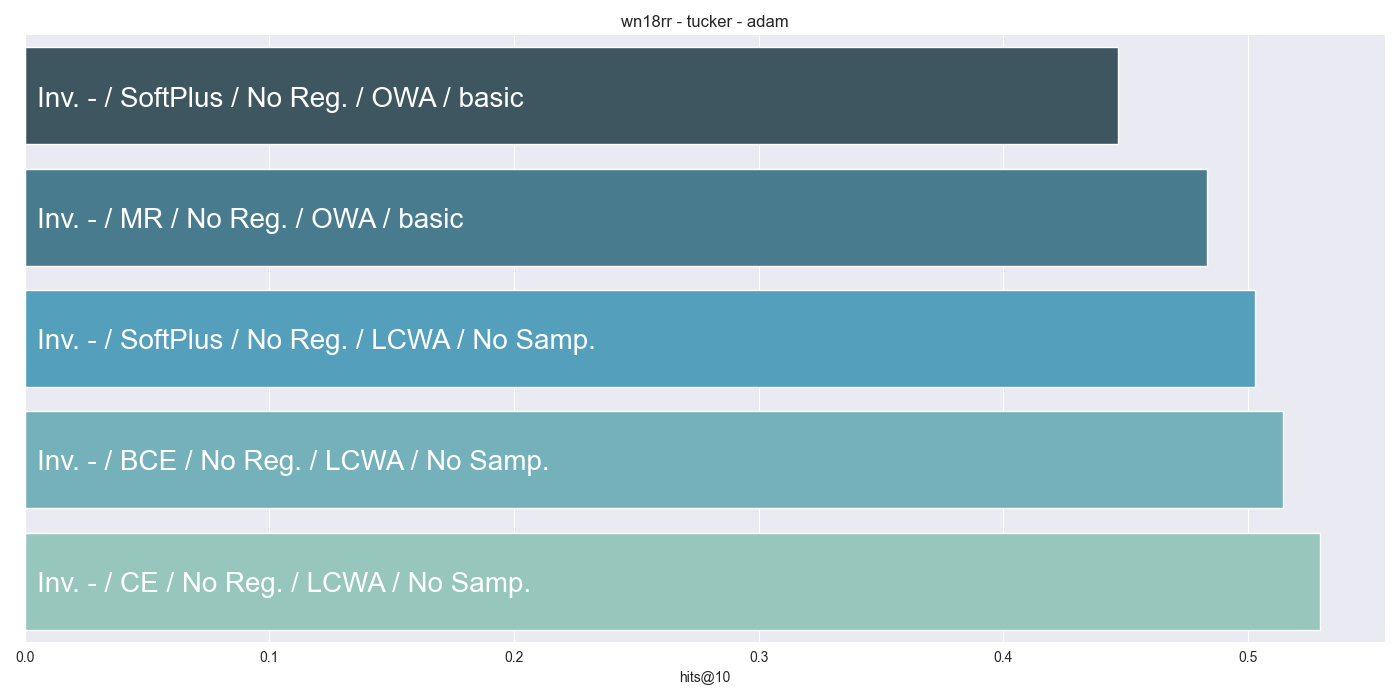 wn18rr - tucker - adam
Inv. - / SoftPlus / No Reg. / OWA / basic
Inv. - / MR / No Reg. / OWA / basic
Inv. - / SoftPlus / No Reg. / LCWA / No Samp.
Inv. - / BCE / No Reg. / LCWA / No Samp.
Inv. - / CE / No Reg. / LCWA / No Samp.
0.0 0.1 0.2 0.3 0.4 0.5
hits@10